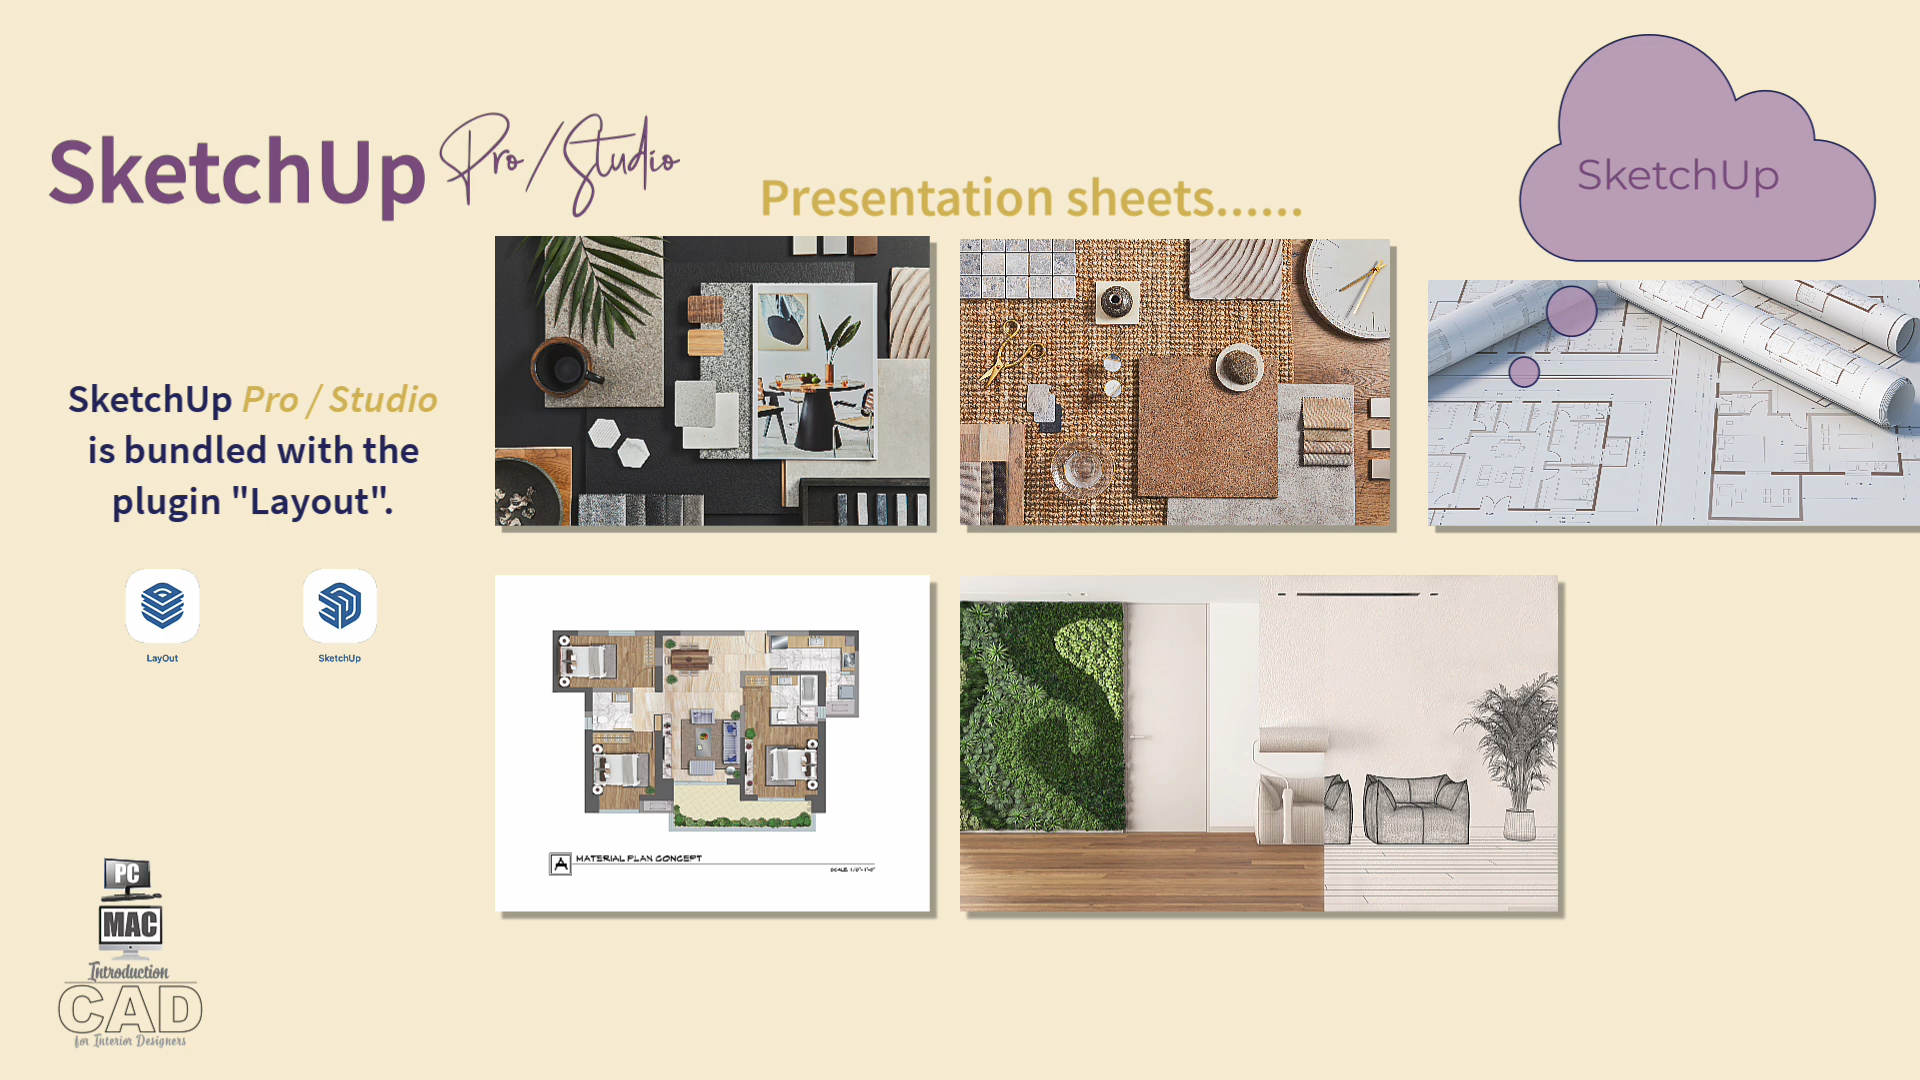 SketchUp Pro / Studio
Presentation sheets......
SketchUp
SketchUp Pro / Studio
is bundled with the
plugin "Layout".
LayOut
SketchUp
A
MATERIAL PLAN CONCEPT
PC
MAC
Introduction
CAD
for Interior Designers